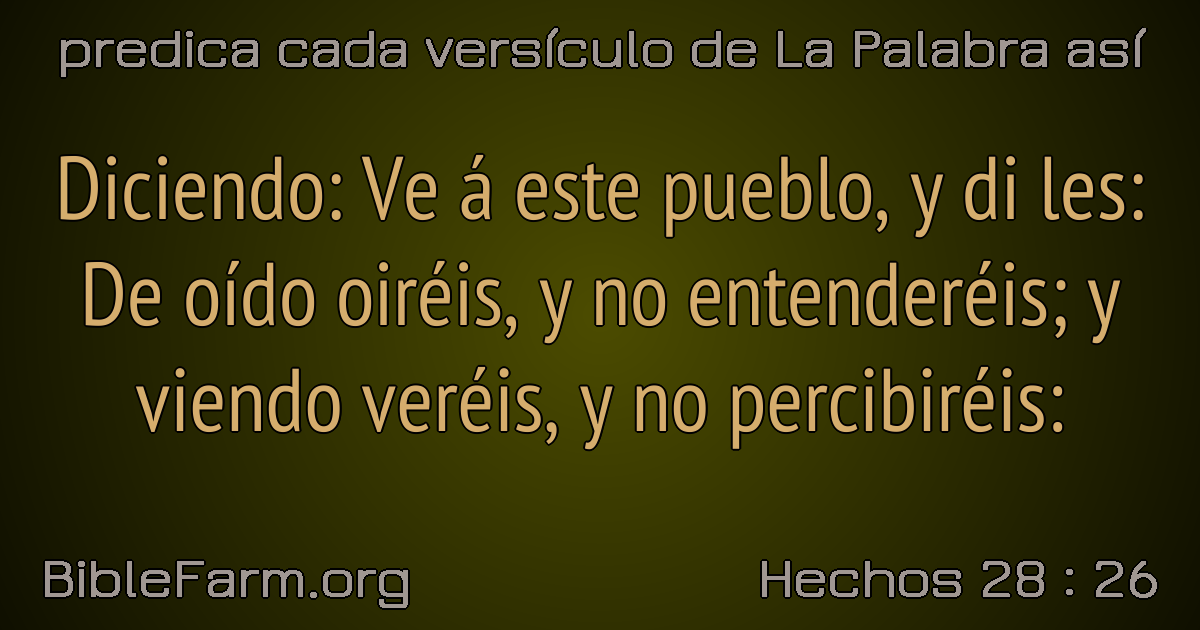 predica cada versículo de La Palabra así
Diciendo: Ve á este pueblo, y di les:
De oído oiréis, y no entenderéis; y
viendo veréis, y no percibiréis:
BibleFarm.org
Hechos 28 : 26